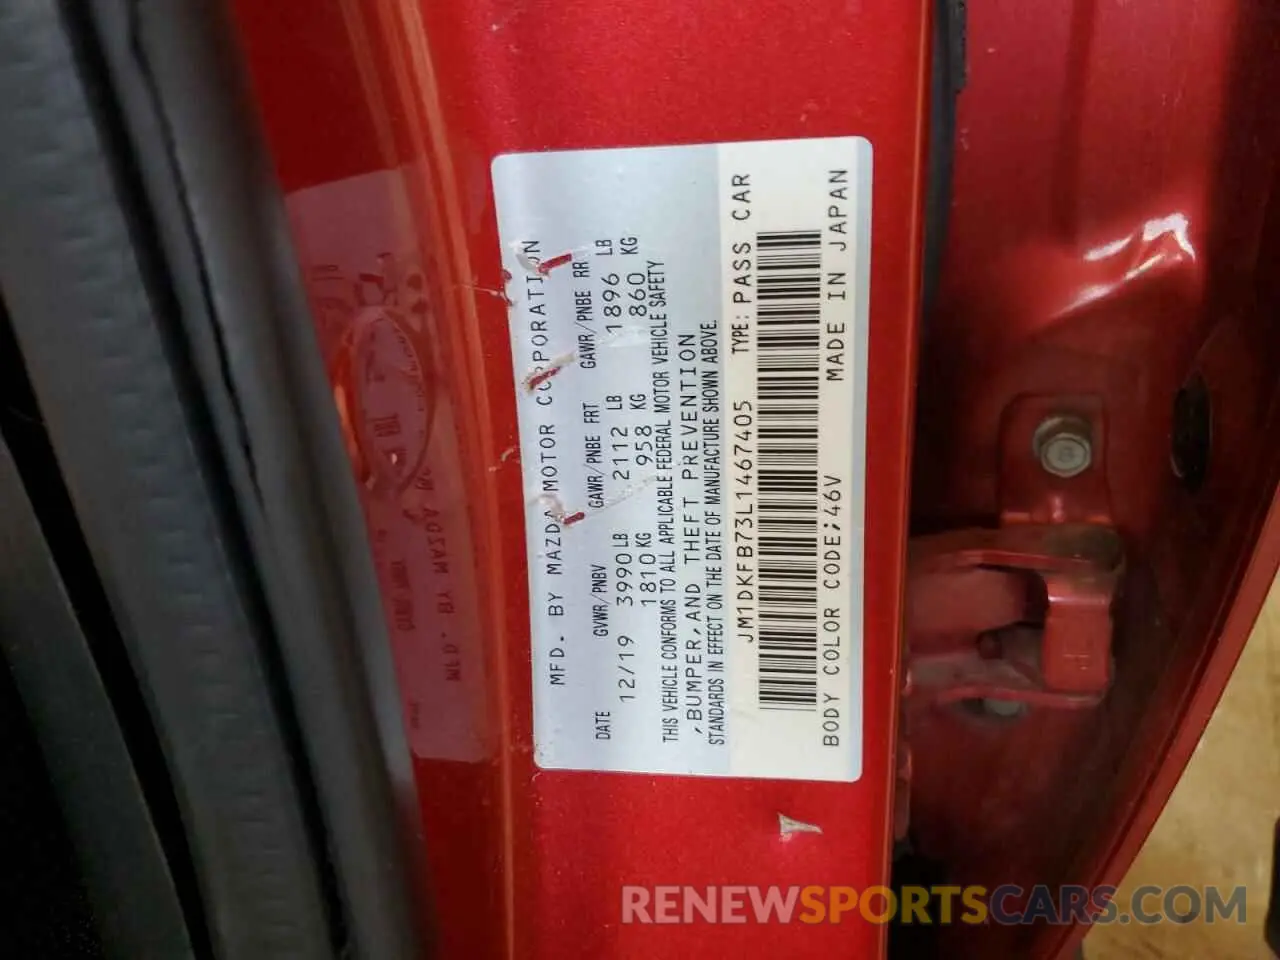 MFD. BY MAZDA MOTOR CORPORATION
DATE GVWR/PNBV GAWR/PNBE FRT GAWR/PNBE RR
12/19 3990 LB 2112 LB 1896 LB
1810 KG 958 KG 860 KG
THIS VEHICLE CONFORMS TO ALL APPLICABLE FEDERAL MOTOR VEHICLE SAFETY
,BUMPER,AND THEFT PREVENTION
STANDARDS IN EFFECT ON THE DATE OF MANUFACTURE SHOWN ABOVE.
JM1DKFB73L1467405 TYPE: PASS CAR
BODY COLOR CODE;46V MADE IN JAPAN
RENEWSPORTSCARS.COM